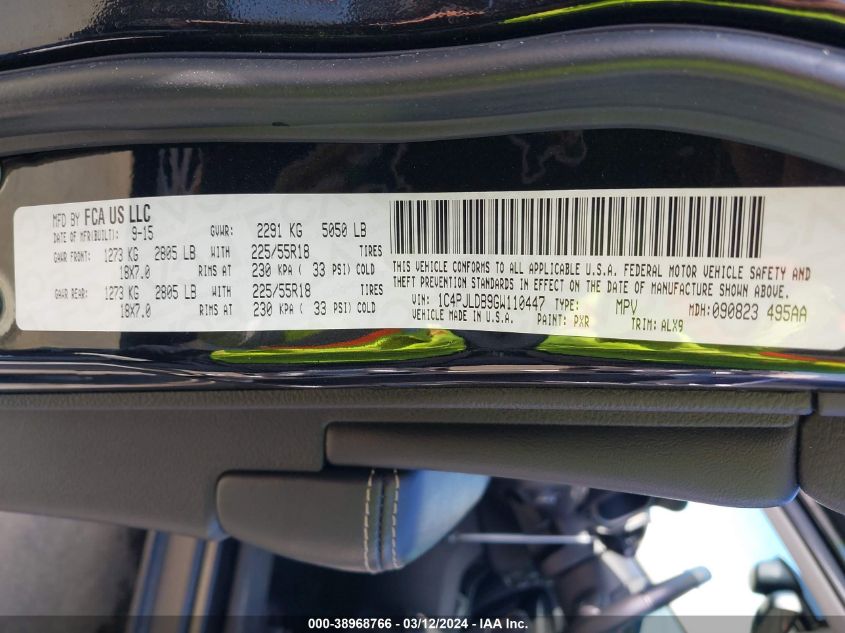 MFD BY FCA US LLC
DATE OF MFR(BUILT): 9-15 GVWR: 2291 KG 5050 LB
GAWR FRONT: 1273 KG 2805 LB WITH 225/55R18 TIRES
18X7.0 RIMS AT 230 KPA ( 33 PSI) COLD
GAWR REAR: 1273 KG 2805 LB WITH 225/55R18 TIRES
18X7.0 RIMS AT 230 KPA ( 33 PSI) COLD
THIS VEHICLE CONFORMS TO ALL APPLICABLE U.S.A. FEDERAL MOTOR VEHICLE SAFETY AND
THEFT PREVENTION STANDARDS IN EFFECT ON THE DATE OF MANUFACTURE SHOWN ABOVE.
VIN: 1C4PJLDB9GW110447 TYPE: MPV MDH: 090823 495AA
VEHICLE MADE IN U.S.A. PAINT: PXR TRIM: ALX9
000-38968766 - 03/12/2024 - IAA Inc.